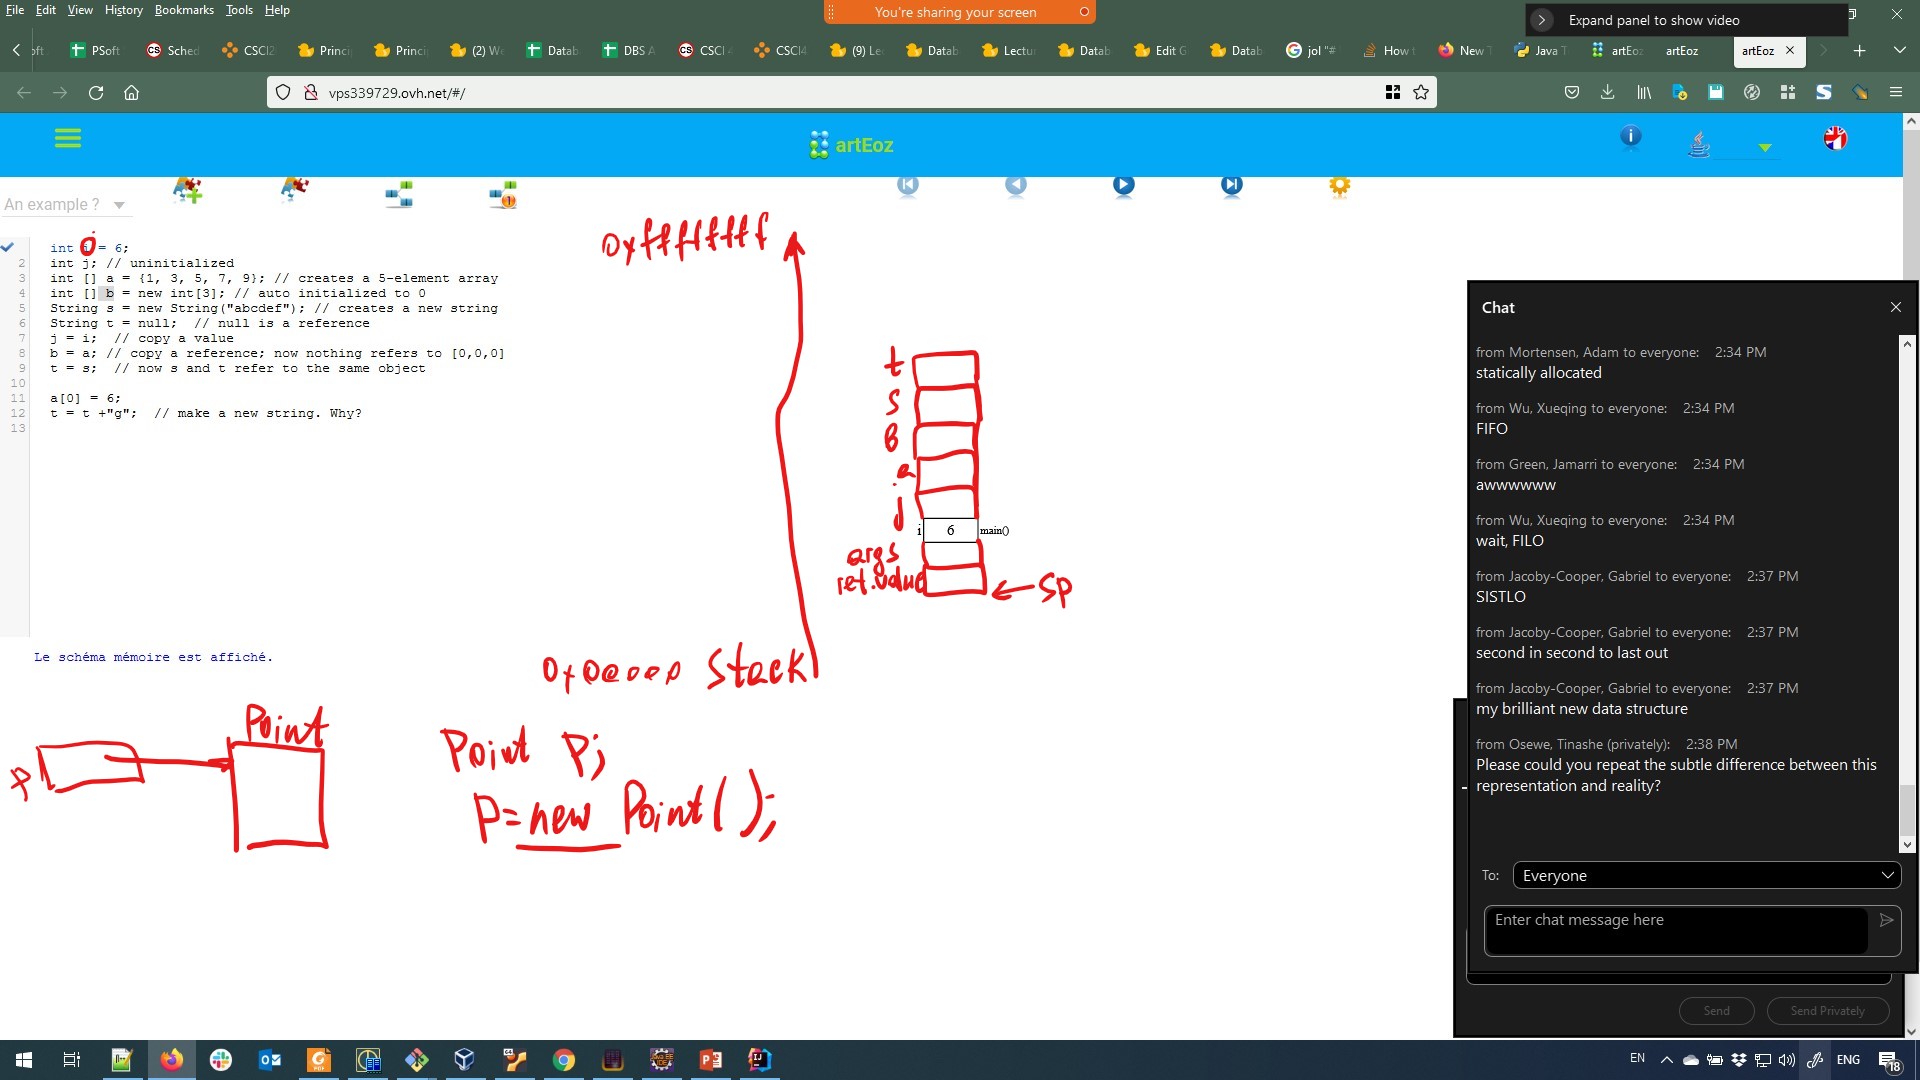 File Edit View History Bookmarks Tools Help
You're sharing your screen
Expand panel to show video
PSoft
Sched
CSCI2
Princi
Princi
(2) We
Datab
DBS A
CSCI 4
CSCI4
(9) Le
Datab
Lectu
Datab
Edit G
Datab
jol "#
How t
New T
Java T
artEoz
artEoz
artEoz
vps339729.ovh.net/#/
artEoz
An example ?
int i = 6;
2 int j; // uninitialized
3 int [] a = {1, 3, 5, 7, 9}; // creates a 5-element array
4 int [] b = new int[3]; // auto initialized to 0
5 String s = new String("abcdef"); // creates a new string
6 String t = null;  // null is a reference
7 j = i;  // copy a value
8 b = a; // copy a reference; now nothing refers to [0,0,0]
9 t = s;  // now s and t refer to the same object
10
11 a[0] = 6;
12 t = t +"g";  // make a new string. Why?
13
Le schéma mémoire est affiché.
0xffffffff
t
s
B
a
j
i 6 main()
args
ret.value
SP
0x00000 Stack
Point
P
Point P;
P=new Point();
Chat
from Mortensen, Adam to everyone: 2:34 PM
statically allocated
from Wu, Xueqing to everyone: 2:34 PM
FIFO
from Green, Jamarri to everyone: 2:34 PM
awwwwww
from Wu, Xueqing to everyone: 2:34 PM
wait, FILO
from Jacoby-Cooper, Gabriel to everyone: 2:37 PM
SISTLO
from Jacoby-Cooper, Gabriel to everyone: 2:37 PM
second in second to last out
from Jacoby-Cooper, Gabriel to everyone: 2:37 PM
my brilliant new data structure
from Osewe, Tinashe (privately): 2:38 PM
Please could you repeat the subtle difference between this
representation and reality?
To: Everyone
Enter chat message here
Send
Send Privately
EN
ENG
18